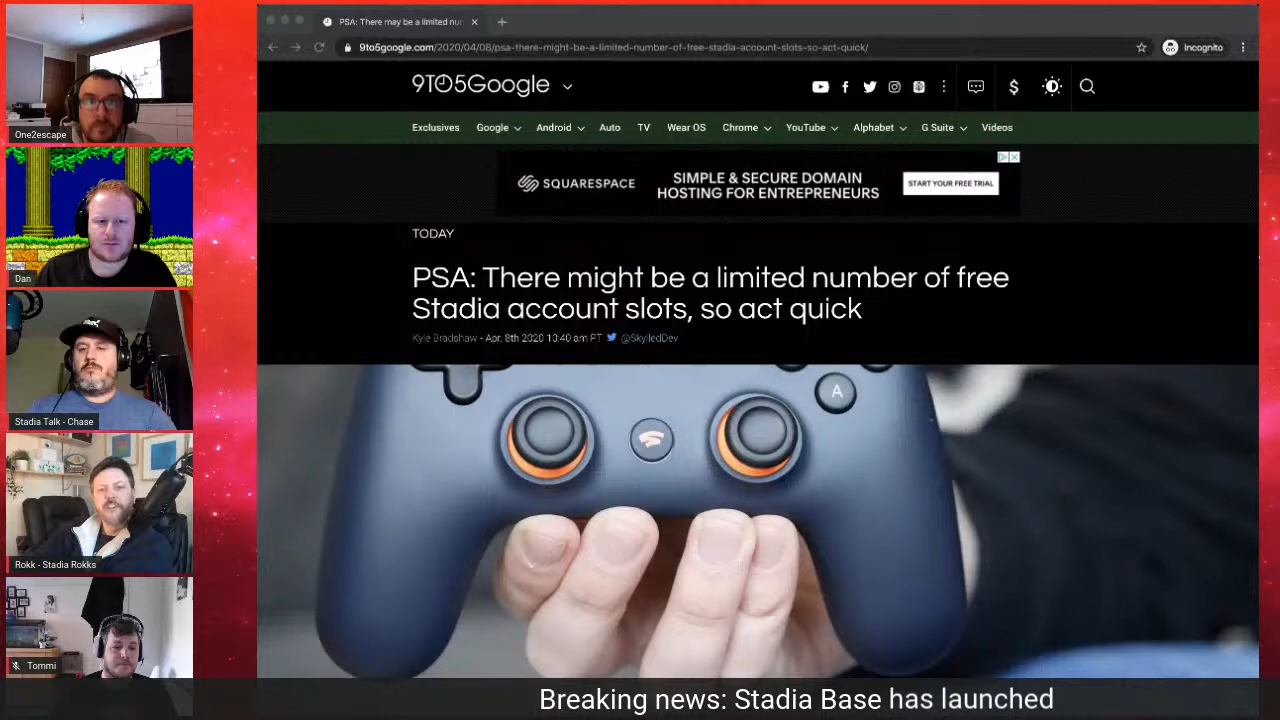 PSA: There may be a limited nur
9to5google.com/2020/04/08/psa-there-might-be-a-limited-number-of-free-stadia-account-slots-so-act-quick/
Incognito
9TO5Google
Exclusives Google Android Auto TV Wear OS Chrome YouTube Alphabet G Suite Videos
SQUARESPACE
SIMPLE & SECURE DOMAIN
HOSTING FOR ENTREPRENEURS
START YOUR FREE TRIAL
TODAY
PSA: There might be a limited number of free
Stadia account slots, so act quick
Kyle Bradshaw - Apr. 8th 2020 10:40 am PT @SkylledDev
A
One2escape
Dan
Stadia Talk - Chase
Rokk - Stadia Rokks
Tommi
Breaking news: Stadia Base has launched